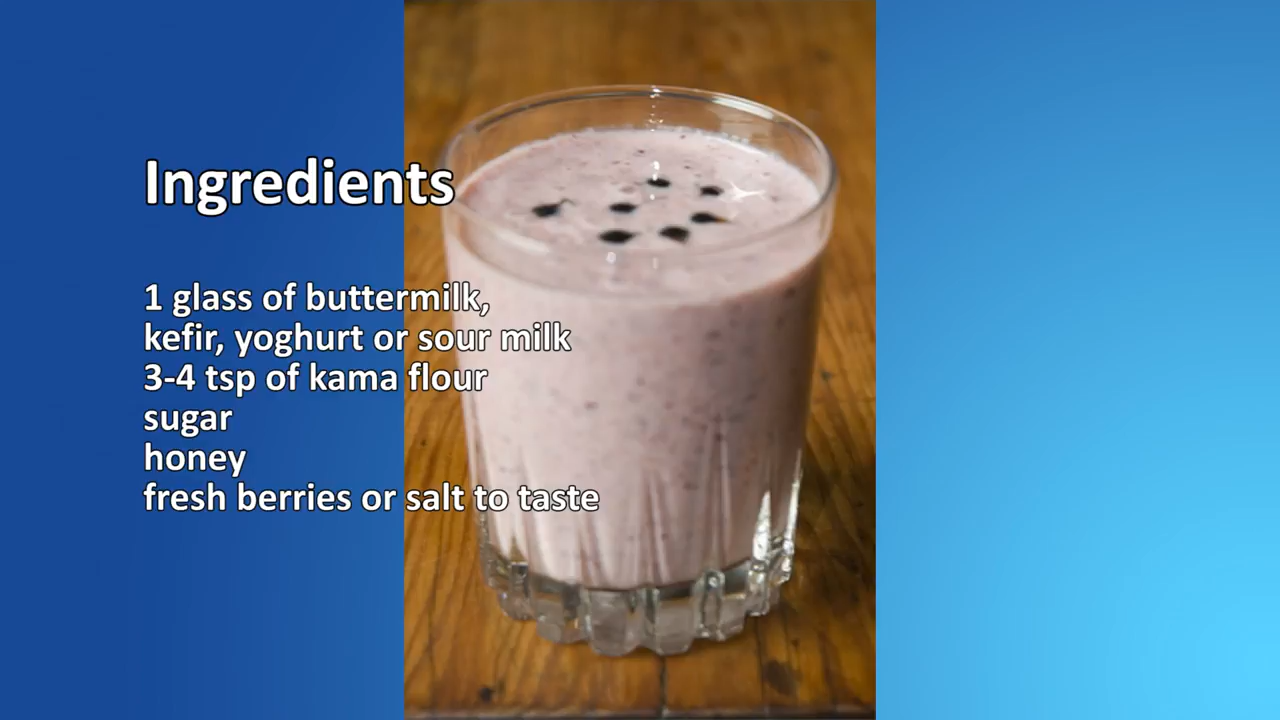 Ingredients
1 glass of buttermilk,
kefir, yoghurt or sour milk
3-4 tsp of kama flour
sugar
honey
fresh berries or salt to taste